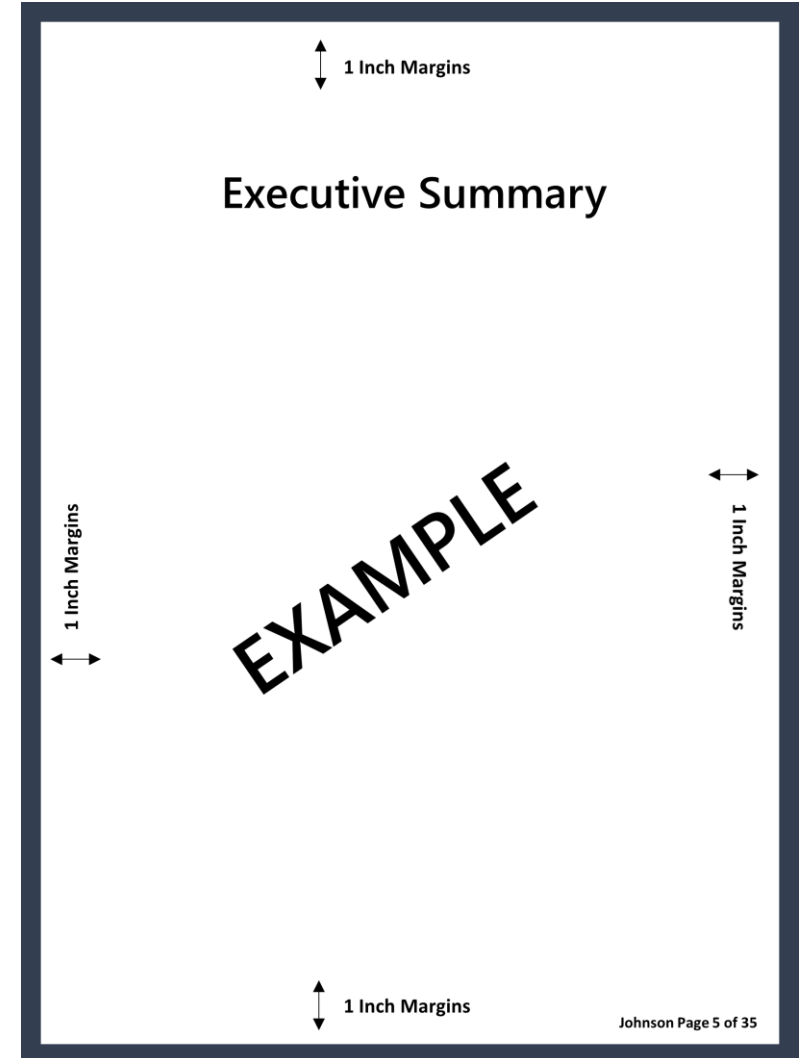 1 Inch Margins
Executive Summary
EXAMPLE
1 Inch Margins
1 Inch Margins
1 Inch Margins
Johnson Page 5 of 35